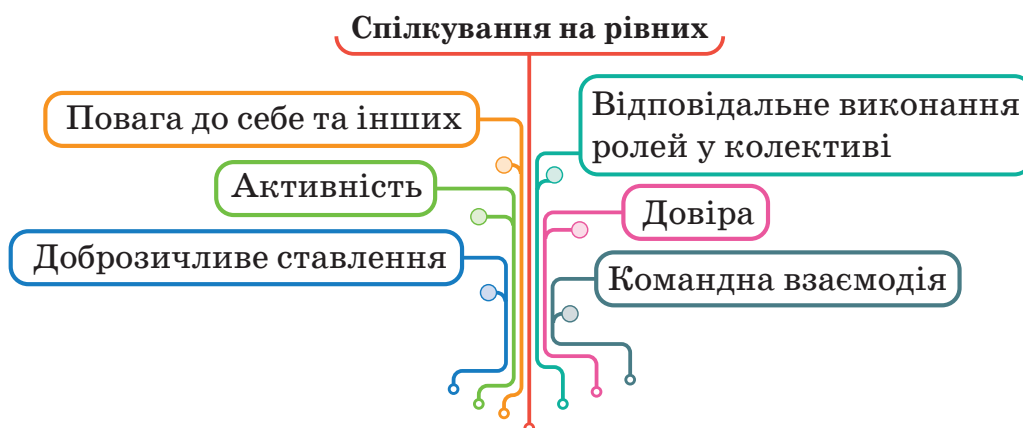 Спілкування на рівних
Повага до себе та інших
Активність
Доброзичливе ставлення
Відповідальне виконання
ролей у колективі
Довіра
Командна взаємодія